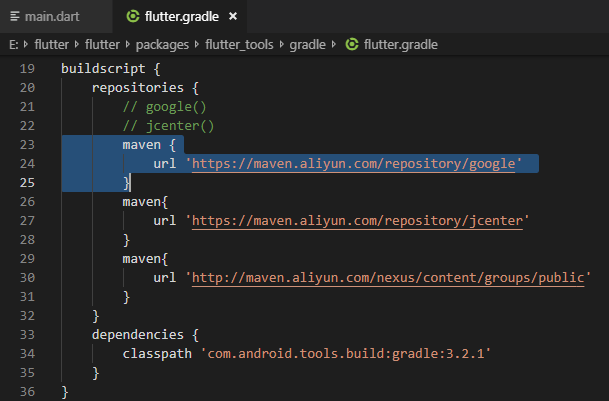 main.dart flutter.gradle ×
E: flutter flutter packages flutter_tools gradle flutter.gradle
19 buildscript {
20     repositories {
21         // google()
22         // jcenter()
23         maven {
24             url 'https://maven.aliyun.com/repository/google'
25         }
26         maven{
27             url 'https://maven.aliyun.com/repository/jcenter'
28         }
29         maven{
30             url 'http://maven.aliyun.com/nexus/content/groups/public'
31         }
32     }
33     dependencies {
34         classpath 'com.android.tools.build:gradle:3.2.1'
35     }
36 }